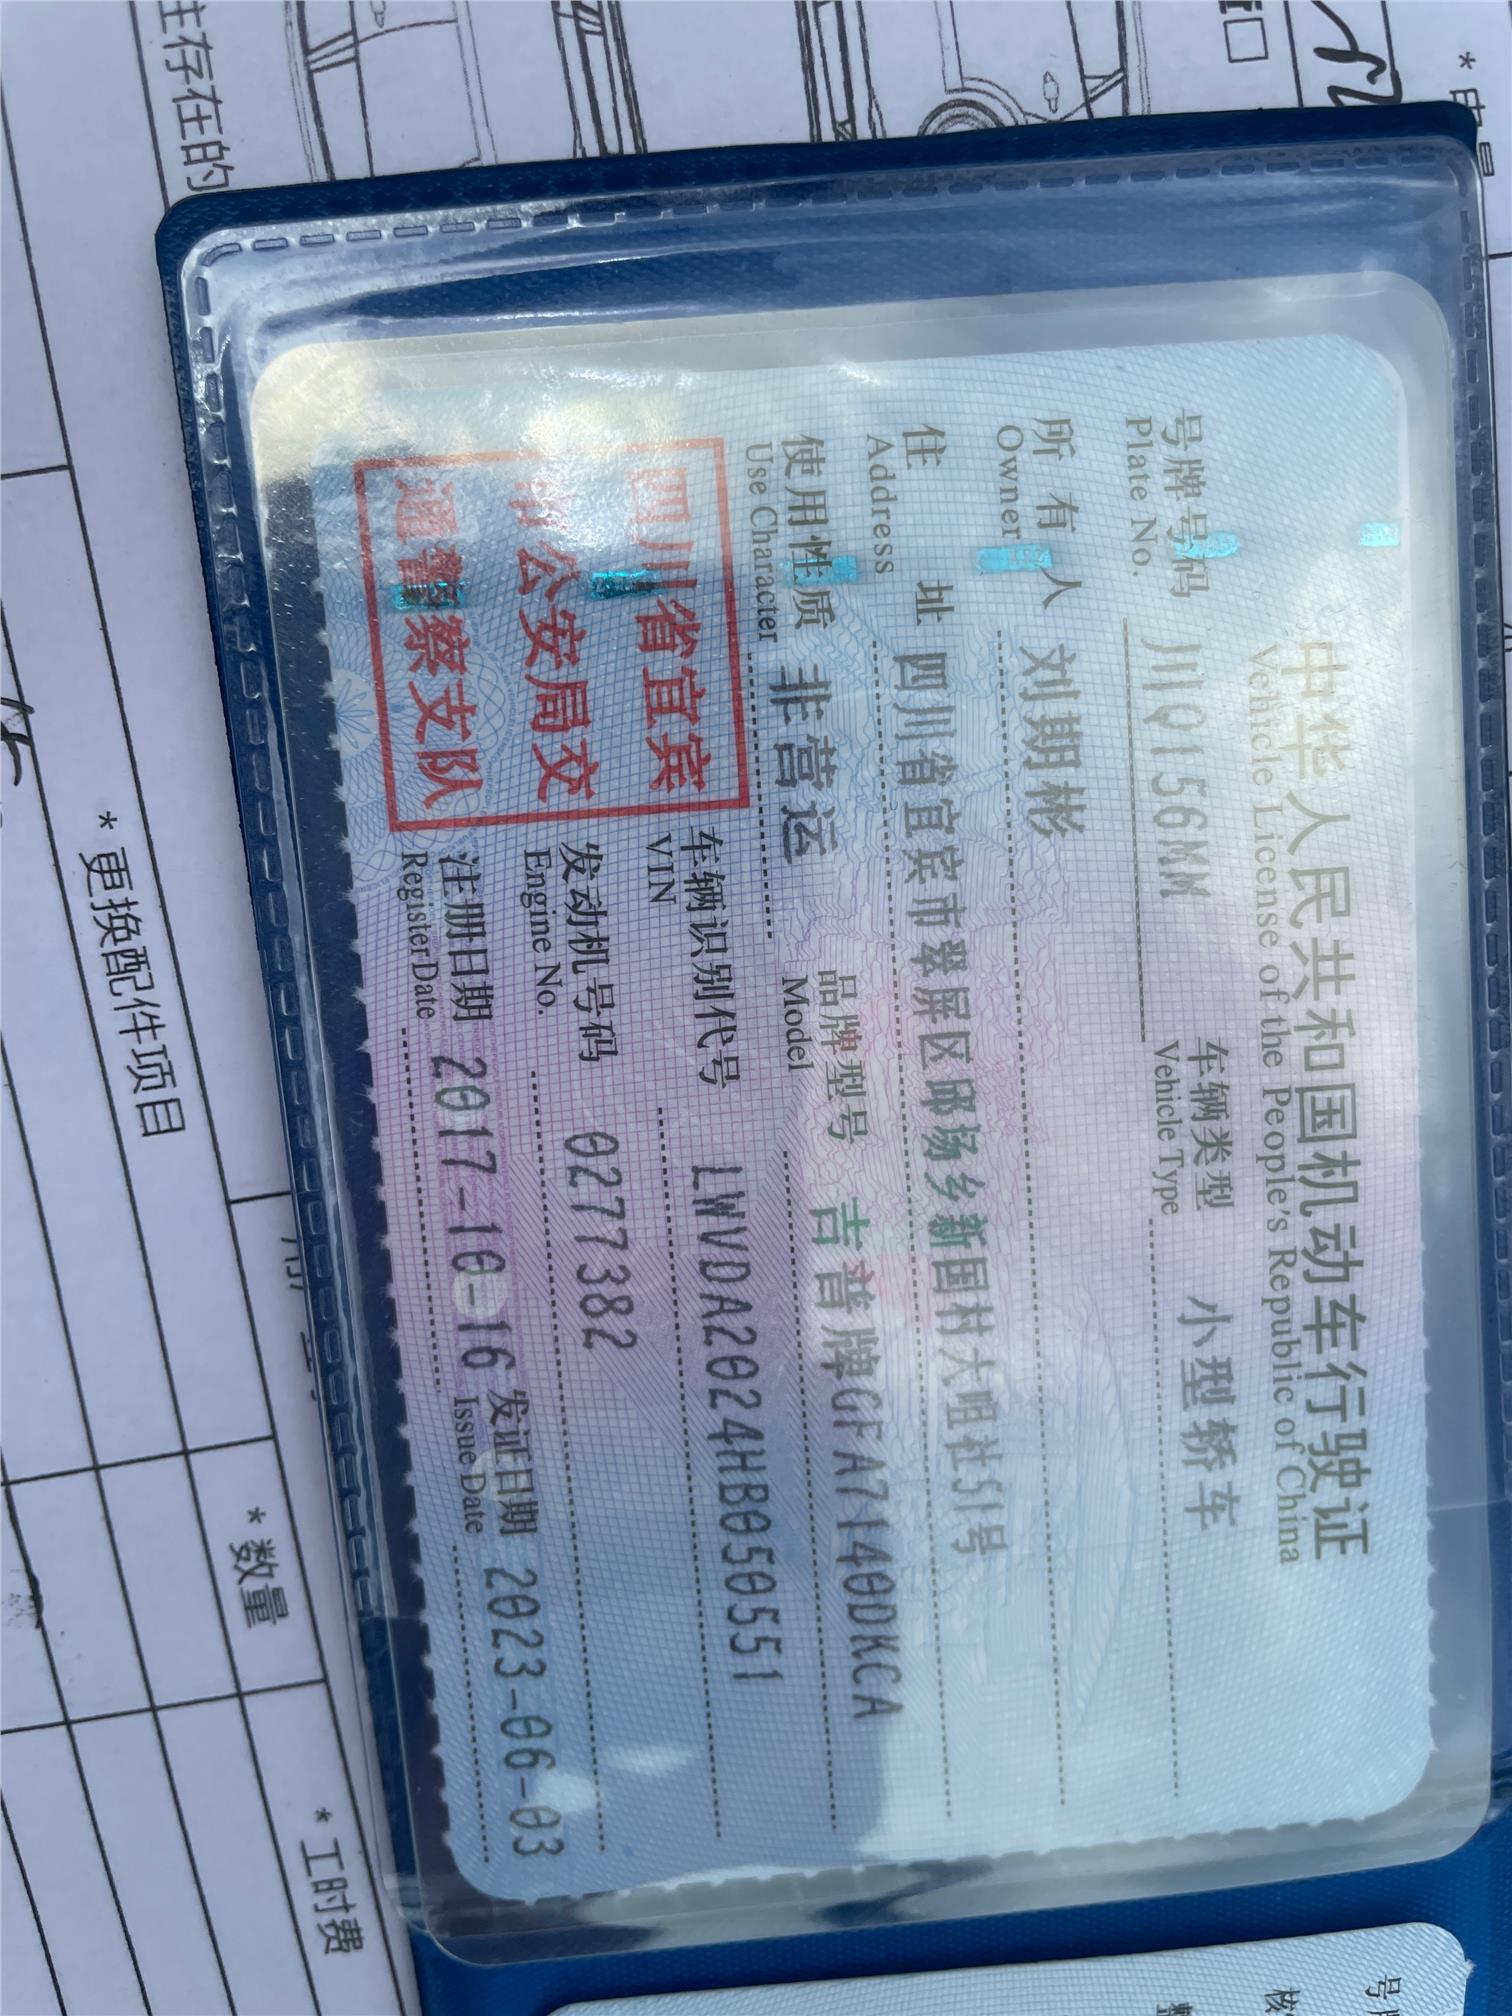 中华人民共和国机动车行驶证
Vehicle License of the People's Republic of China
号牌号码 川Q156MM 车辆类型 小型轿车
Plate No. Vehicle Type
所有人 刘期彬
Owner
住址 四川省宜宾市翠屏区邱场乡新国村大咀社51号
Address
使用性质 非营运 品牌型号 吉普牌GFA7140DKCA
Use Character Model
车辆识别代号 LWVDA2024HB050551
VIN
发动机号码 0277382
Engine No.
注册日期 2017-10-16 发证日期 2023-06-03
Register Date Issue Date
四川省宜宾
市公安局交
通警察支队
存在的
* 更换配件项目
* 数量
* 工时费